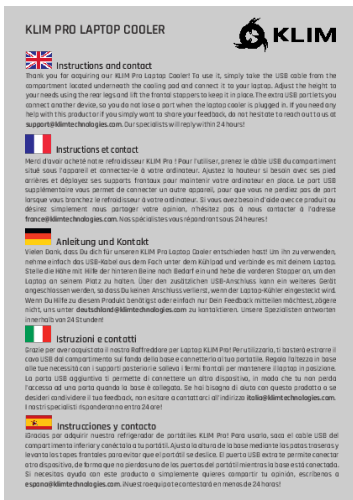 KLIM PRO LAPTOP COOLER
KLIM
Instructions and contact
Thank you for acquiring our KLIM Pro Laptop Cooler! To use it, simply take the USB cable from the
compartment located underneath the cooling pad and connect it to your laptop. Adjust the height to
your needs using the rear legs and lift the frontal stoppers to keep it in place. The extra USB port lets you
connect another device, so you do not lose a port when the laptop cooler is plugged in. If you need any
help with this product or if you simply want to share your feedback, do not hesitate to reach out to us at
support@klimtechnologies.com. Our specialists will reply within 24 hours!
Instructions et contact
Merci d'avoir acheté notre refroidisseur KLIM Pro ! Pour l'utiliser, prenez le câble USB du compartiment
situé sous l'appareil et connectez-le à votre ordinateur. Ajustez la hauteur si besoin avec ses pied
arrières et déployez ses supports frontaux pour maintenir votre ordinateur en place. Le port USB
supplémentaire vous permet de connecter un autre appareil, pour que vous ne perdiez pas de port
lorsque vous branchez le refroidisseur à votre ordinateur. Si vous avez besoin d'aide avec ce produit ou
désirez simplement nous partager votre opinion, n'hésitez pas à nous contacter à l'adresse
france@klimtechnologies.com. Nos spécialistes vous répondront sous 24 heures!
Anleitung und Kontakt
Vielen Dank, dass Du dich für unseren KLIM Pro Laptop Cooler entschieden hast! Um ihn zu verwenden,
nehme einfach das USB-Kabel aus dem Fach unter dem Kühlpad und verbinde es mit deinem Laptop.
Stelle die Höhe mit Hilfe der hinteren Beine nach Bedarf ein und hebe die vorderen Stopper an, um den
Laptop an seinem Platz zu halten. Über den zusätzlichen USB-Anschluss kann ein weiteres Gerät
angeschlossen werden, so dass Du keinen Anschluss verlierst, wenn der Laptop-Kühler eingesteckt wird.
Wenn Du Hilfe zu diesem Produkt benötigst oder einfach nur Dein Feedback mitteilen möchtest, zögere
nicht, uns unter deutschland@klimtechnologies.com zu kontaktieren. Unsere Spezialisten antworten
innerhalb von 24 Stunden!
Istruzioni e contatti
Grazie per aver acquistato il nostro Raffreddore per Laptop KLIM Pro! Per utilizzarlo, ti basterà estrarre il
cavo USB dal compartimento sul fondo della base e connetterlo al tuo portatile. Regola l'altezza in base
alle tue necessità con i supporti posteriori e solleva i fermi frontali per mantenere il laptop in posizione.
La porta USB aggiuntiva ti permette di connettere un altro dispositivo, in modo che tu non perda
l'accesso ad una porta quando la base è collegata. Se hai bisogno di aiuto con questo prodotto o se
desideri condividere il tuo feedback, non esitare a contattarci all'indirizzo italia@klimtechnologies.com.
I nostri specialisti risponderanno entro 24 ore!
Instrucciones y contacto
¡Gracias por adquirir nuestro refrigerador de portátiles KLIM Pro! Para usarlo, saca el cable USB del
compartimento inferior y conéctalo a tu portátil. Ajusta la altura de la base mediante las patas traseras y
levanta los topes frontales para evitar que el portátil se deslice. El puerto USB extra te permite conectar
otro dispositivo, de forma que no pierdas uno de los puertos del portátil mientras la base está conectada.
Si necesitas ayuda con este producto o simplemente quieres compartir tu opinión, escríbenos a
espana@klimtechnologies.com. ¡Nuestro equipo te contestará en menos de 24 horas!